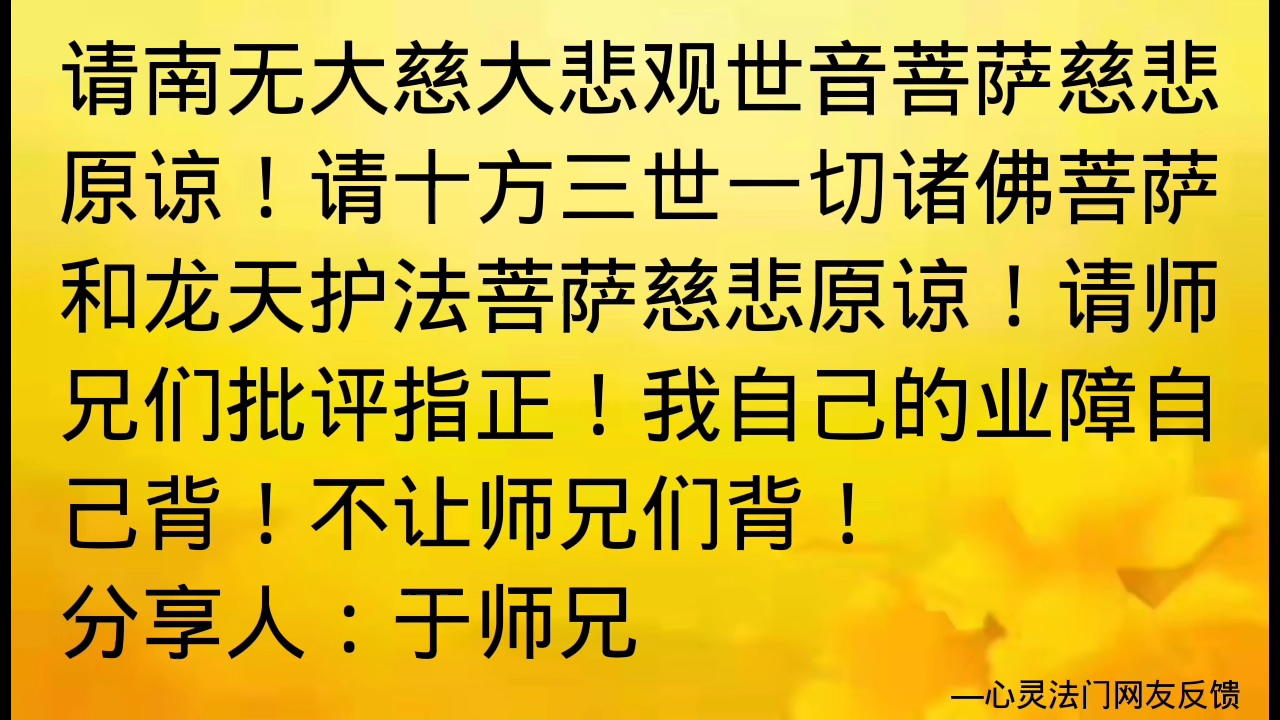 请南无大慈大悲观世音菩萨慈悲
原谅！请十方三世一切诸佛菩萨
和龙天护法菩萨慈悲原谅！请师
兄们批评指正！我自己的业障自
己背！不让师兄们背！
分享人：于师兄
—心灵法门网友反馈